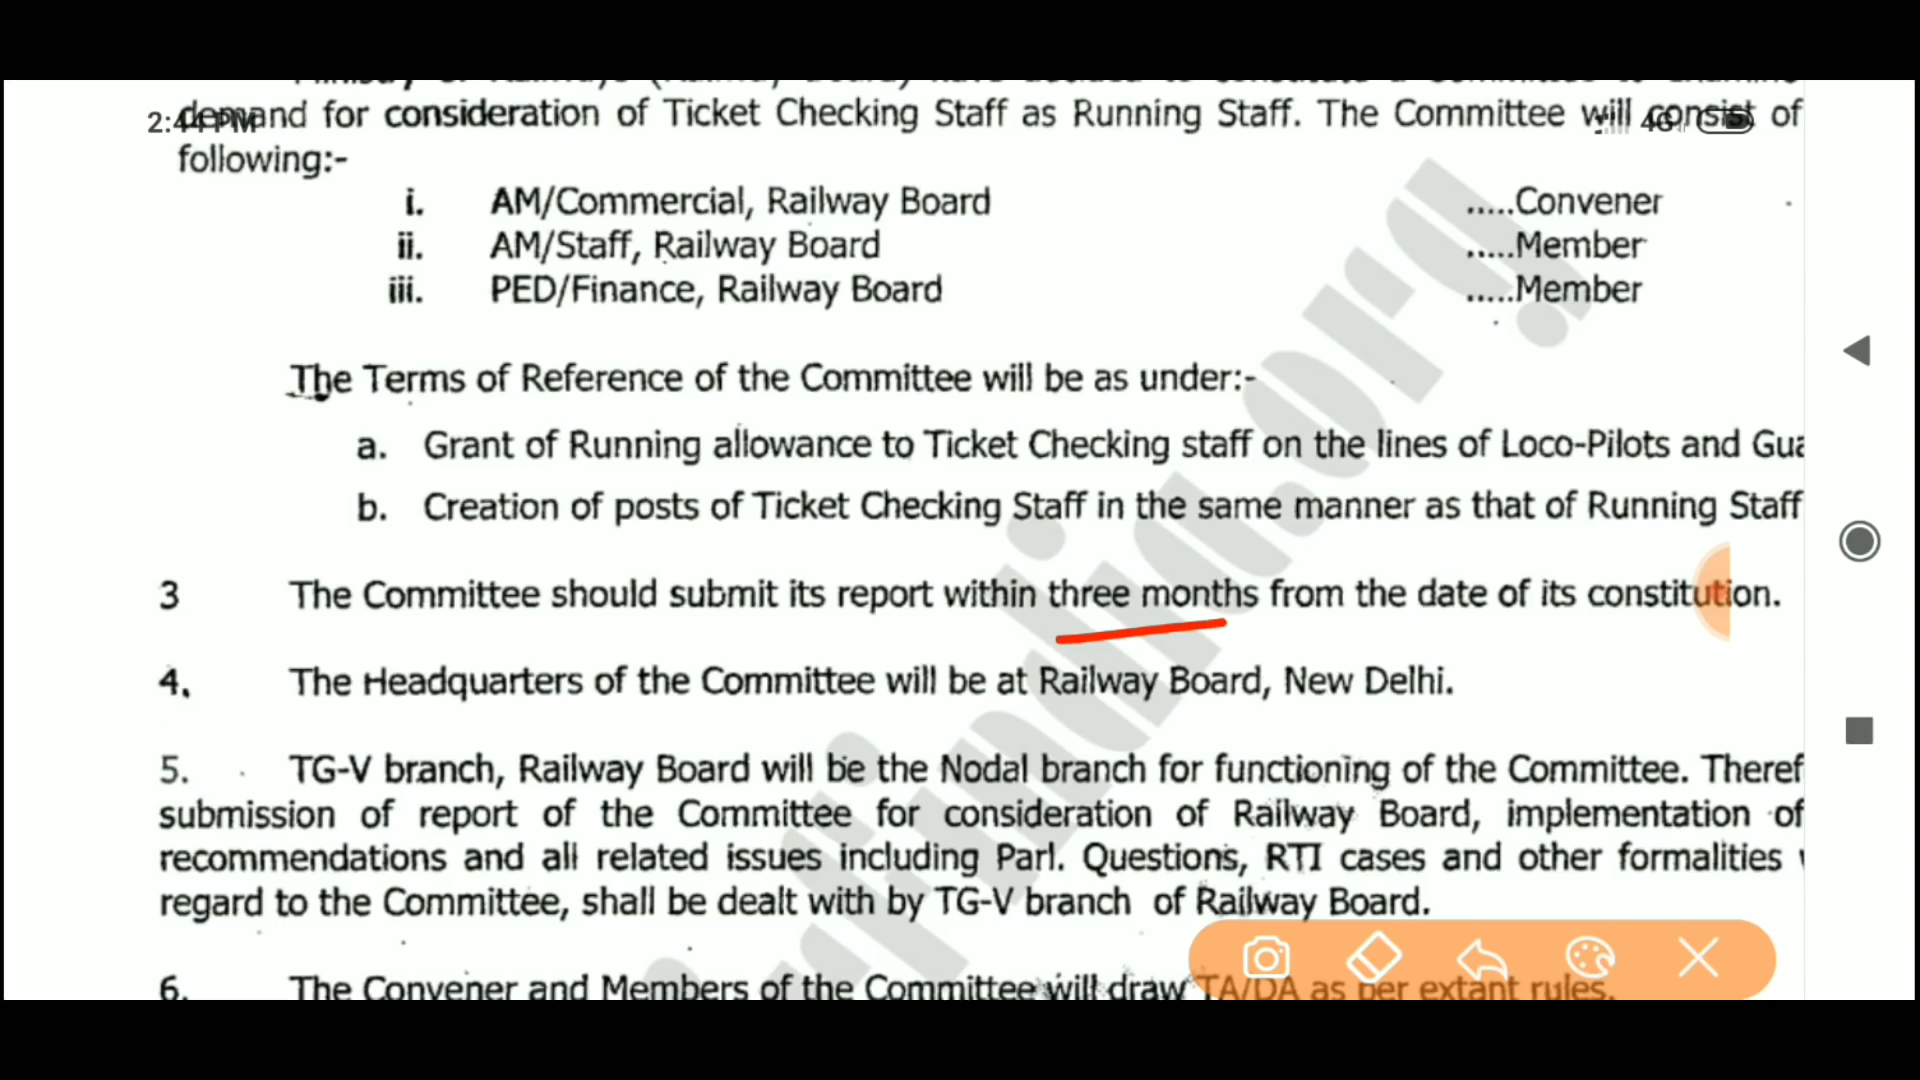 demand for consideration of Ticket Checking Staff as Running Staff. The Committee will consist of
2:44 PM 4G
following:-
i. AM/Commercial, Railway Board .....Convener
ii. AM/Staff, Railway Board .....Member
iii. PED/Finance, Railway Board .....Member
The Terms of Reference of the Committee will be as under:-
a. Grant of Running allowance to Ticket Checking staff on the lines of Loco-Pilots and Gua
b. Creation of posts of Ticket Checking Staff in the same manner as that of Running Staff
3 The Committee should submit its report within three months from the date of its constitution.
4. The Headquarters of the Committee will be at Railway Board, New Delhi.
5. TG-V branch, Railway Board will be the Nodal branch for functioning of the Committee. Theref
submission of report of the Committee for consideration of Railway Board, implementation of
recommendations and all related issues including Parl. Questions, RTI cases and other formalities
regard to the Committee, shall be dealt with by TG-V branch of Railway Board.
6. The Convener and Members of the Committee will draw TA/DA as per extant rules.